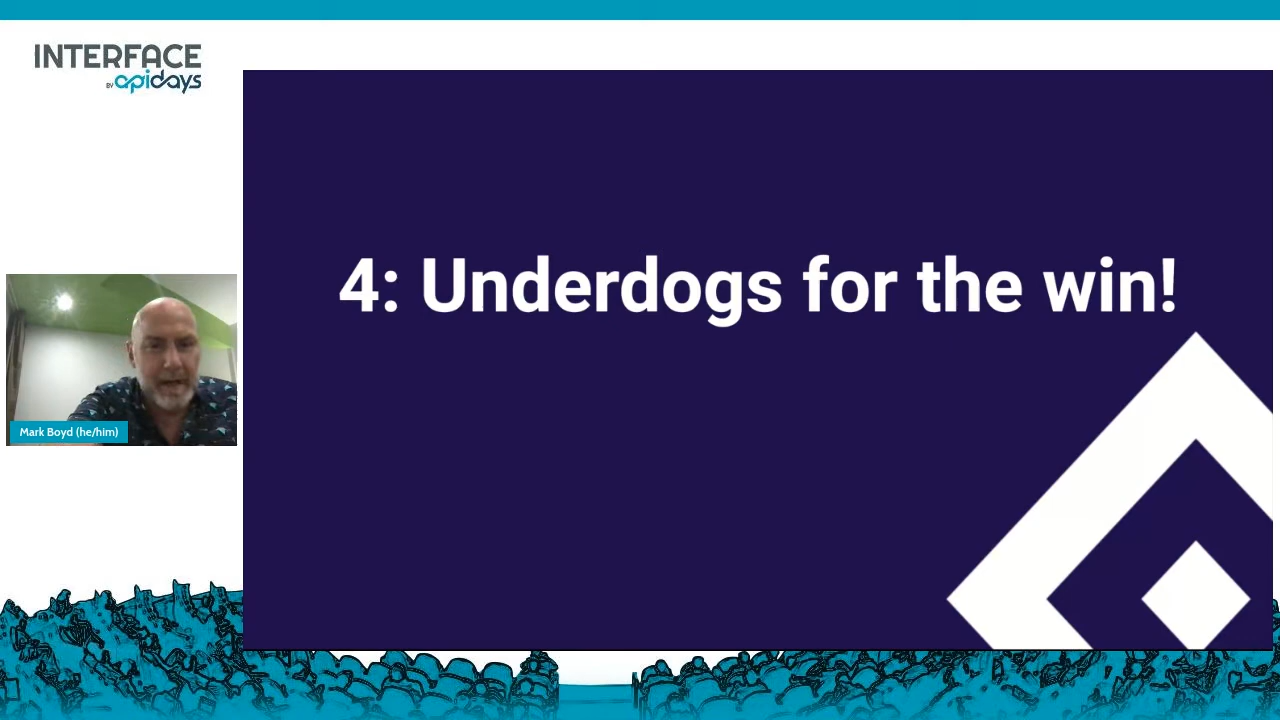 INTERFACE
BY apidays
4: Underdogs for the win!
Mark Boyd (he/him)